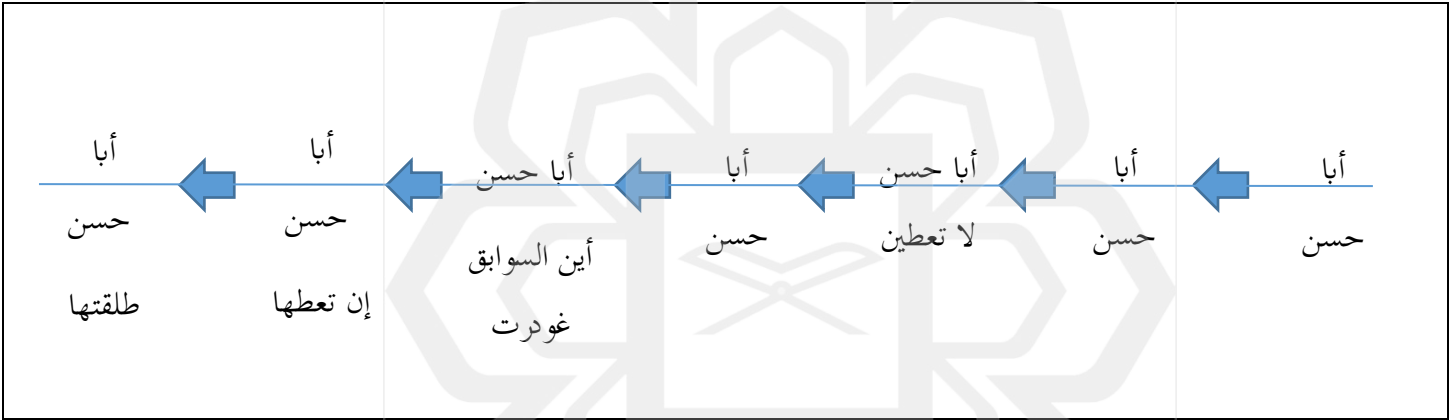 أبا
حسن
أبا
حسن
أبا حسن
لا تعطين
أبا
حسن
أبا حسن
أين السوابق
غودرت
أبا
حسن
إن تعطها
أبا
حسن
طلقتها